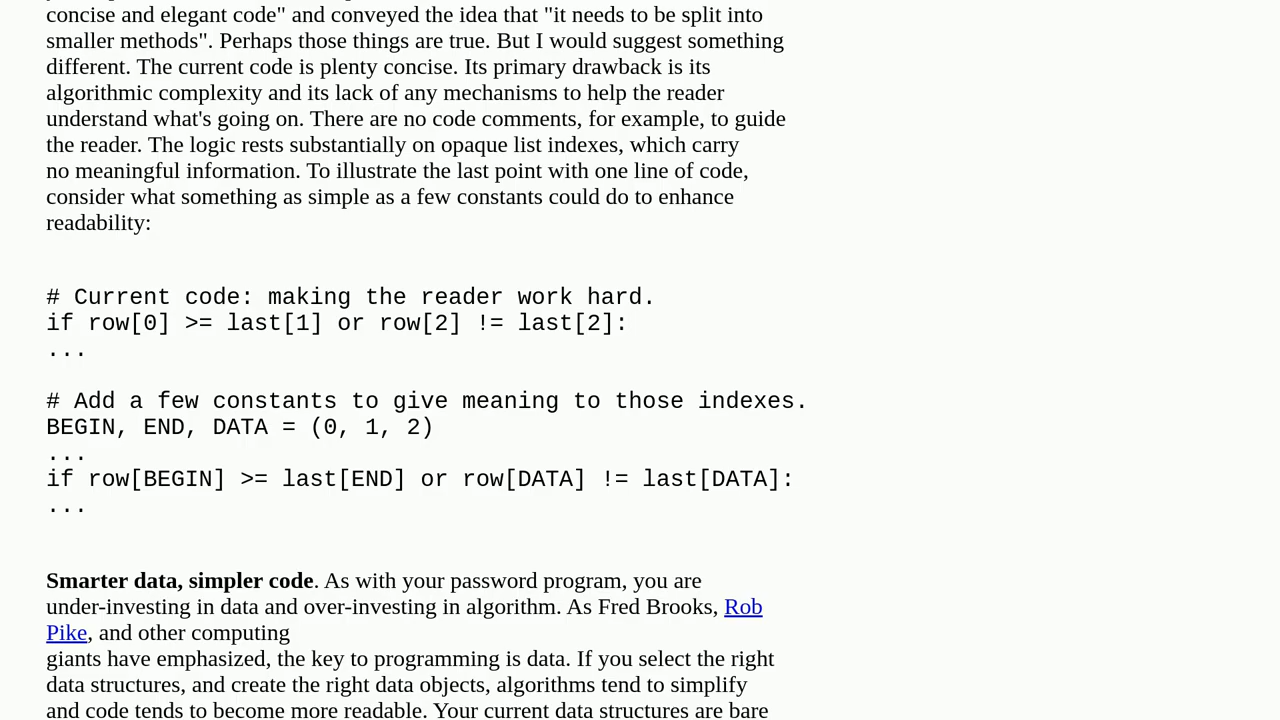 concise and elegant code" and conveyed the idea that "it needs to be split into
smaller methods". Perhaps those things are true. But I would suggest something
different. The current code is plenty concise. Its primary drawback is its
algorithmic complexity and its lack of any mechanisms to help the reader
understand what's going on. There are no code comments, for example, to guide
the reader. The logic rests substantially on opaque list indexes, which carry
no meaningful information. To illustrate the last point with one line of code,
consider what something as simple as a few constants could do to enhance
readability:
# Current code: making the reader work hard.
if row[0] >= last[1] or row[2] != last[2]:
...
# Add a few constants to give meaning to those indexes.
BEGIN, END, DATA = (0, 1, 2)
...
if row[BEGIN] >= last[END] or row[DATA] != last[DATA]:
...
Smarter data, simpler code. As with your password program, you are
under-investing in data and over-investing in algorithm. As Fred Brooks, Rob
Pike, and other computing
giants have emphasized, the key to programming is data. If you select the right
data structures, and create the right data objects, algorithms tend to simplify
and code tends to become more readable. Your current data structures are bare